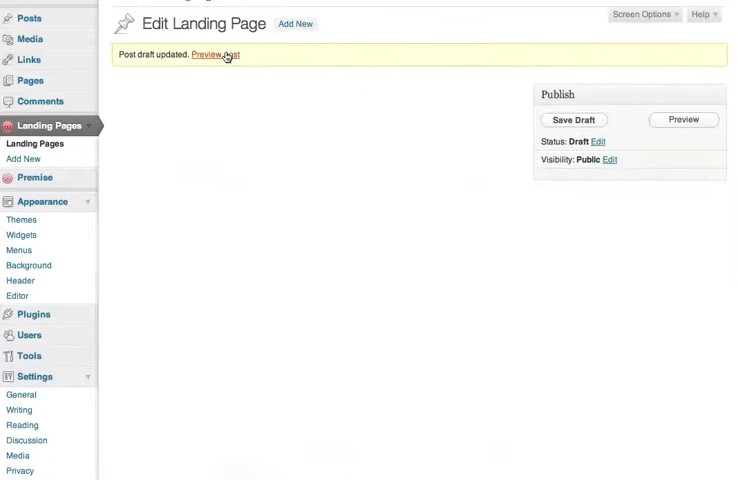 Posts
Media
Links
Pages
Comments
Landing Pages
Landing Pages
Add New
Premise
Appearance
Themes
Widgets
Menus
Background
Header
Editor
Plugins
Users
Tools
Settings
General
Writing
Reading
Discussion
Media
Privacy
Screen Options Help
Edit Landing Page Add New
Post draft updated. Preview post
Publish
Save Draft Preview
Status: Draft Edit
Visibility: Public Edit